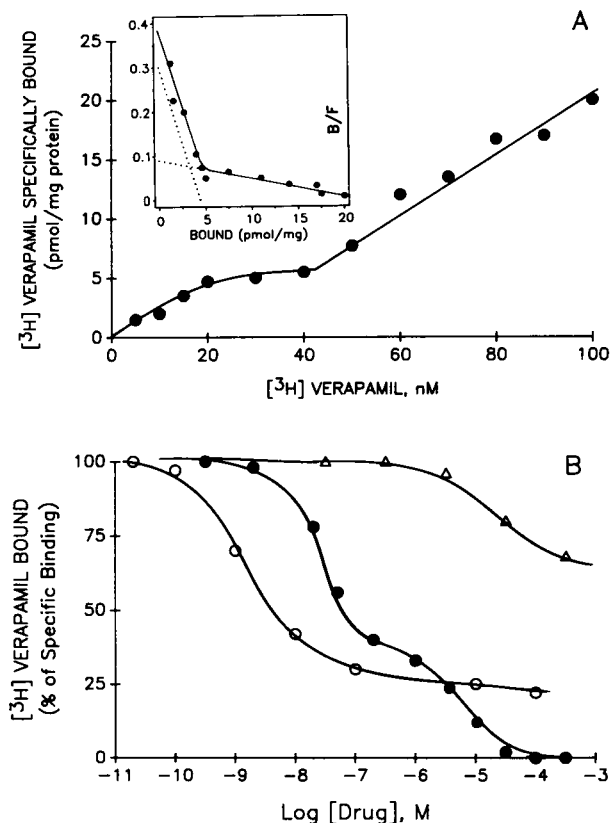 A
[³H] VERAPAMIL SPECIFICALLY BOUND
(pmol/mg protein)
25
20
15
10
5
0
0.4
0.3
0.2
0.1
0
B/F
0 5 10 15 20
BOUND (pmol/mg)
0 20 40 60 80 100
[³H] VERAPAMIL, nM
B
[³H] VERAPAMIL BOUND
(% of Specific Binding)
100
75
50
25
0
-11 -10 -9 -8 -7 -6 -5 -4 -3
Log [Drug], M